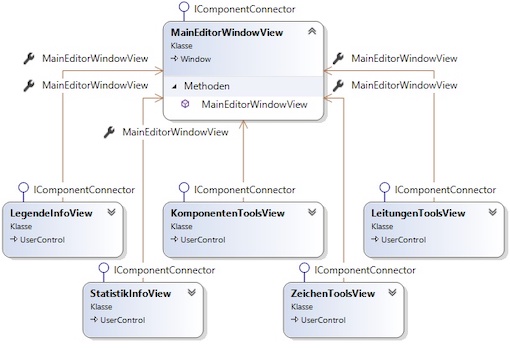 IComponentConnector
MainEditorWindowView
Klasse
Window
Methoden
MainEditorWindowView
MainEditorWindowView
MainEditorWindowView
MainEditorWindowView
MainEditorWindowView
MainEditorWindowView
IComponentConnector
LegendeInfoView
Klasse
UserControl
IComponentConnector
KomponentenToolsView
Klasse
UserControl
IComponentConnector
LeitungenToolsView
Klasse
UserControl
IComponentConnector
StatistikInfoView
Klasse
UserControl
IComponentConnector
ZeichenToolsView
Klasse
UserControl